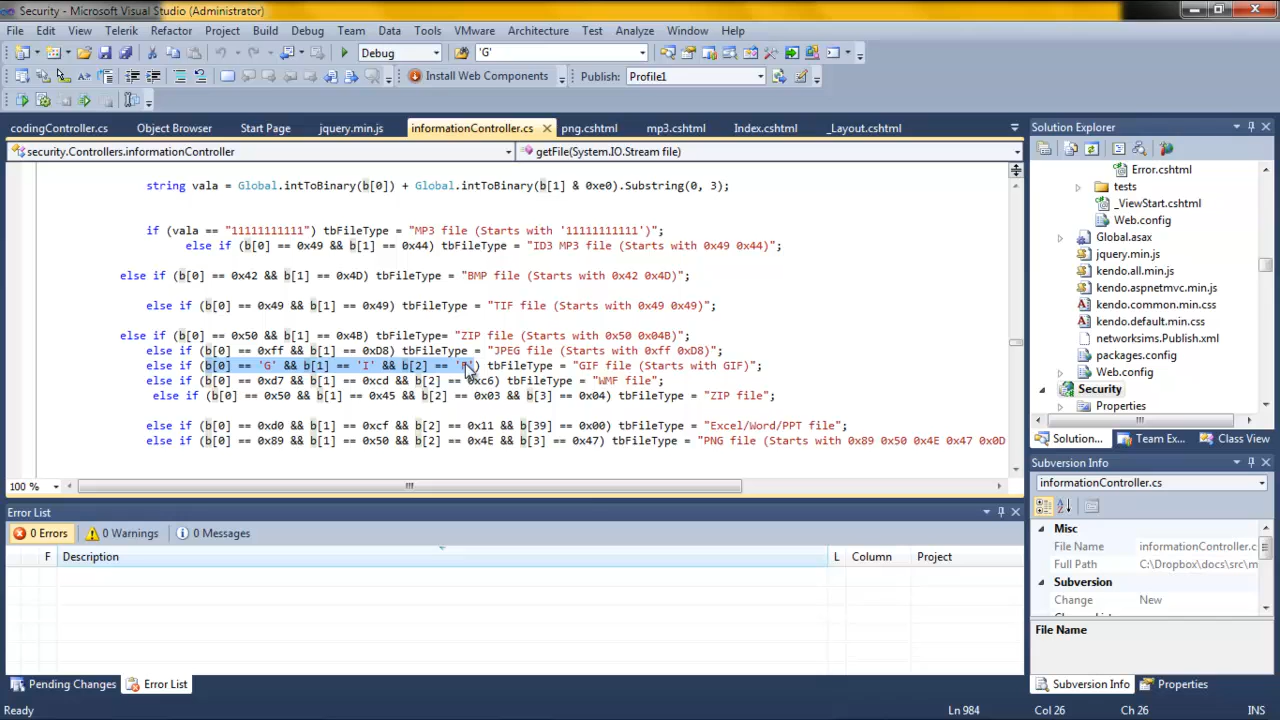 Security - Microsoft Visual Studio (Administrator)
File Edit View Telerik Refactor Project Build Debug Team Data Tools VMware Architecture Test Analyze Window Help
Debug 'G'
Install Web Components Publish: Profile1
codingController.cs Object Browser Start Page jquery.min.js informationController.cs png.cshtml mp3.cshtml Index.cshtml _Layout.cshtml
security.Controllers.informationController getFile(System.IO.Stream file)
string vala = Global.intToBinary(b[0]) + Global.intToBinary(b[1] & 0xe0).Substring(0, 3);
if (vala == "11111111111") tbFileType = "MP3 file (Starts with '11111111111')";
else if (b[0] == 0x49 && b[1] == 0x44) tbFileType = "ID3 MP3 file (Starts with 0x49 0x44)";
else if (b[0] == 0x42 && b[1] == 0x4D) tbFileType = "BMP file (Starts with 0x42 0x4D)";
else if (b[0] == 0x49 && b[1] == 0x49) tbFileType = "TIF file (Starts with 0x49 0x49)";
else if (b[0] == 0x50 && b[1] == 0x4B) tbFileType= "ZIP file (Starts with 0x50 0x04B)";
else if (b[0] == 0xff && b[1] == 0xD8) tbFileType = "JPEG file (Starts with 0xff 0xD8)";
else if (b[0] == 'G' && b[1] == 'I' && b[2] == ') tbFileType = "GIF file (Starts with GIF)";
else if (b[0] == 0xd7 && b[1] == 0xcd && b[2] == 0xc6) tbFileType = "WMF file";
else if (b[0] == 0x50 && b[1] == 0x45 && b[2] == 0x03 && b[3] == 0x04) tbFileType = "ZIP file";
else if (b[0] == 0xd0 && b[1] == 0xcf && b[2] == 0x11 && b[39] == 0x00) tbFileType = "Excel/Word/PPT file";
else if (b[0] == 0x89 && b[1] == 0x50 && b[2] == 0x4E && b[3] == 0x47) tbFileType = "PNG file (Starts with 0x89 0x50 0x4E 0x47 0x0D
100 %
Error List
0 Errors 0 Warnings 0 Messages
F Description L Column Project
Pending Changes Error List
Solution Explorer
Error.cshtml
tests
_ViewStart.cshtml
Web.config
Global.asax
jquery.min.js
kendo.all.min.js
kendo.aspnetmvc.min.js
kendo.common.min.css
kendo.default.min.css
networksims.Publish.xml
packages.config
Web.config
Security
Properties
Solution... Team Ex... Class View
Subversion Info
informationController.cs
Misc
File Name informationController.c
Full Path C:\Dropbox\docs\src\m
Subversion
Change New
File Name
Subversion Info Properties
Ready Ln 984 Col 26 Ch 26 INS